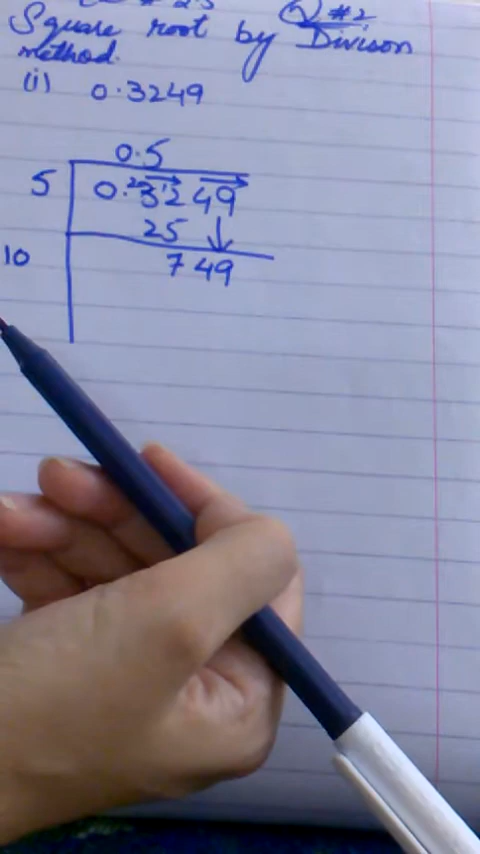 Q #2
Square root by Divison
method.
(i) 0.3249
0.5
5 0.3249
25
10 749